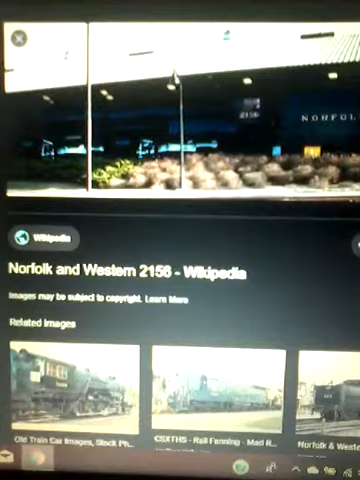 2156
NORFOL
Wikipedia
Norfolk and Western 2156 - Wikipedia
Images may be subject to copyright. Learn More
Related images
Old Train Car Images, Stock Ph...
CSXTHS - Rail Fanning - Mad R...
Norfolk & Weste